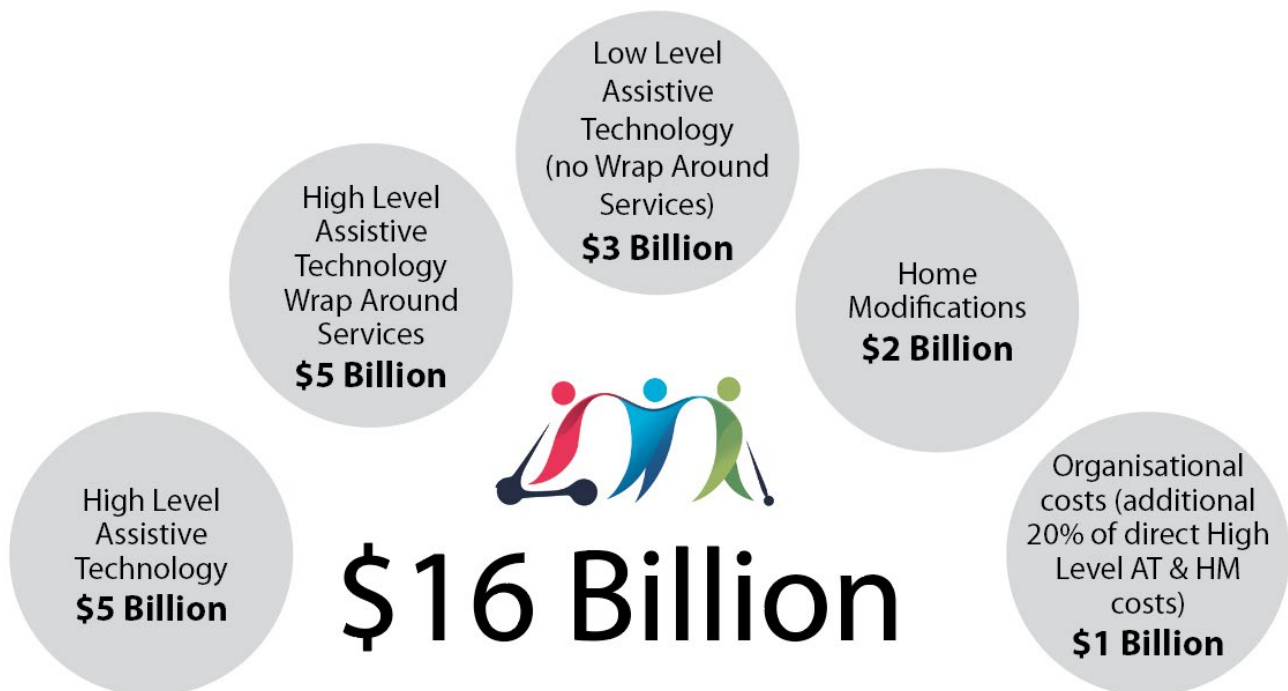 High Level
Assistive
Technology
$5 Billion
High Level
Assistive
Technology
Wrap Around
Services
$5 Billion
Low Level
Assistive
Technology
(no Wrap Around
Services)
$3 Billion
Home
Modifications
$2 Billion
Organisational
costs (additional
20% of direct High
Level AT & HM
costs)
$1 Billion
$16 Billion